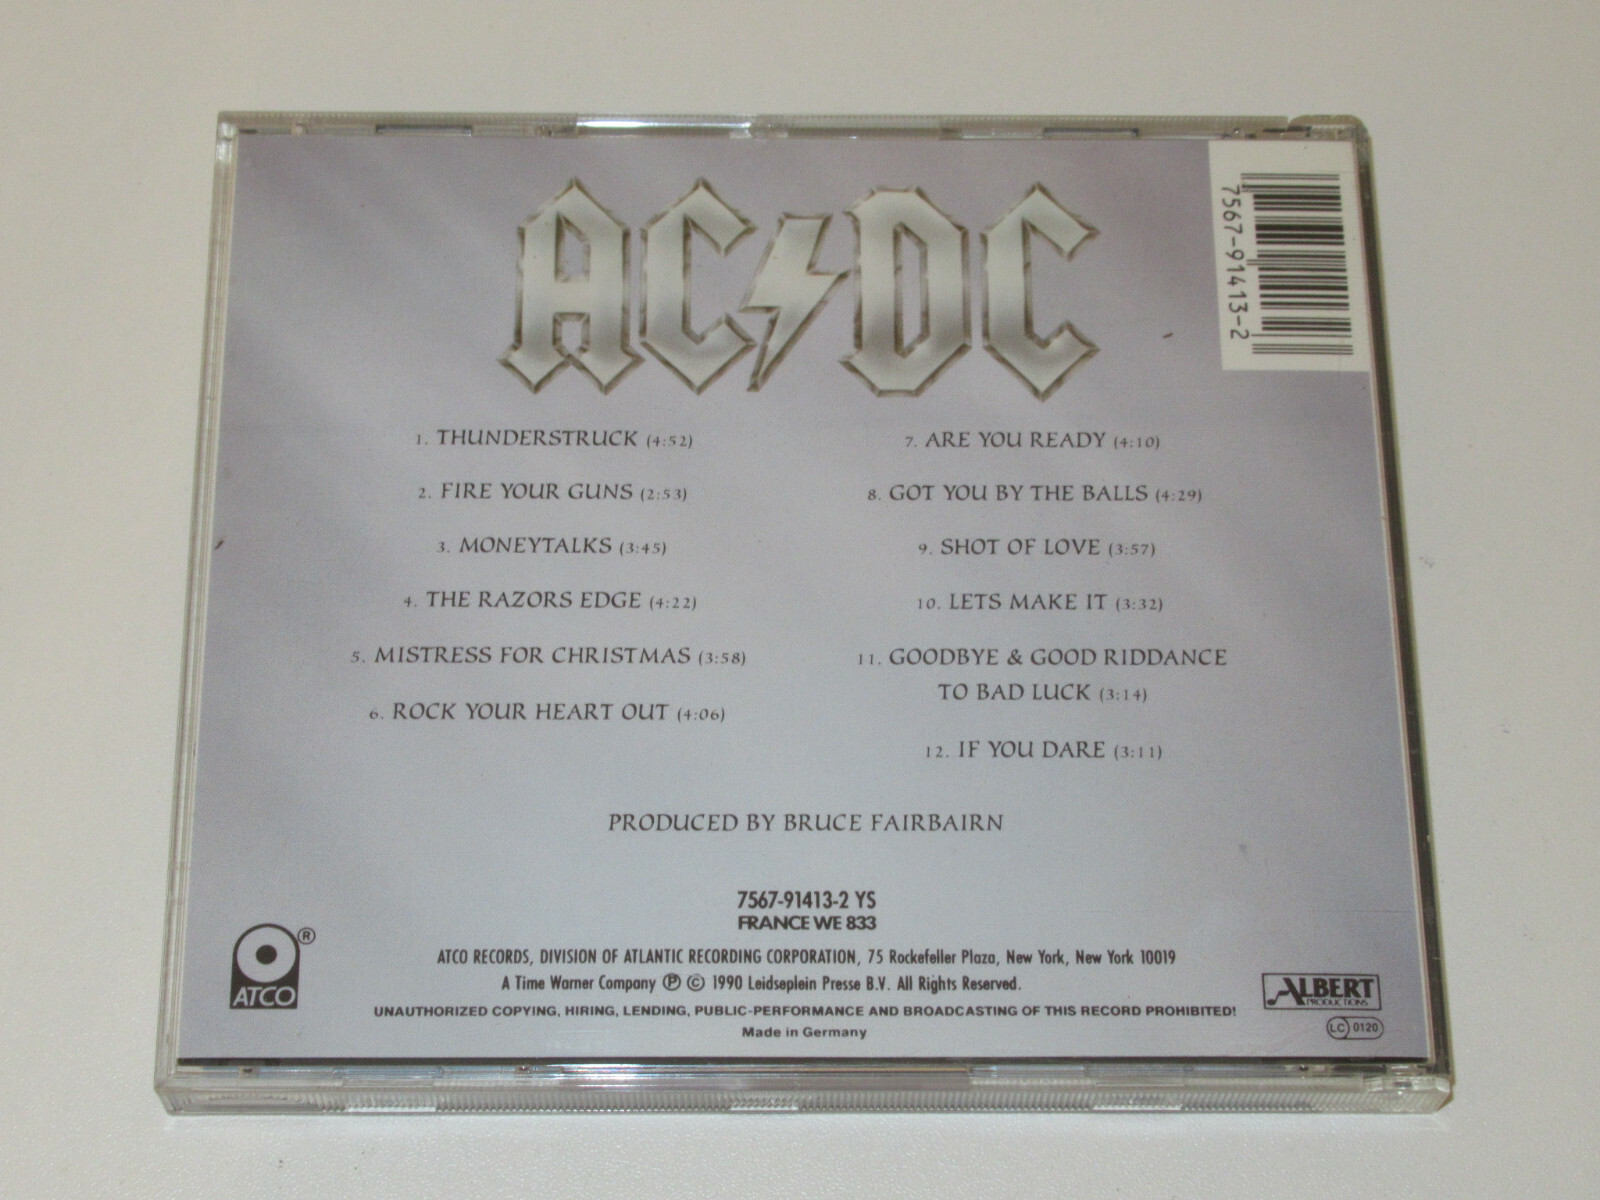 AC DC
7567-91413-2
1. THUNDERSTRUCK (4:52)
2. FIRE YOUR GUNS (2:53)
3. MONEYTALKS (3:45)
4. THE RAZORS EDGE (4:22)
5. MISTRESS FOR CHRISTMAS (3:58)
6. ROCK YOUR HEART OUT (4:06)
7. ARE YOU READY (4:10)
8. GOT YOU BY THE BALLS (4:29)
9. SHOT OF LOVE (3:57)
10. LETS MAKE IT (3:32)
11. GOODBYE & GOOD RIDDANCE
TO BAD LUCK (3:14)
12. IF YOU DARE (3:11)
PRODUCED BY BRUCE FAIRBAIRN
7567-91413-2 YS
FRANCE WE 833
ATCO RECORDS, DIVISION OF ATLANTIC RECORDING CORPORATION, 75 Rockefeller Plaza, New York, New York 10019
A Time Warner Company ℗ © 1990 Leidseplein Presse B.V. All Rights Reserved.
UNAUTHORIZED COPYING, HIRING, LENDING, PUBLIC-PERFORMANCE AND BROADCASTING OF THIS RECORD PROHIBITED!
Made in Germany
ATCO ®
ALBERT
PRODUCTIONS
LC 0120